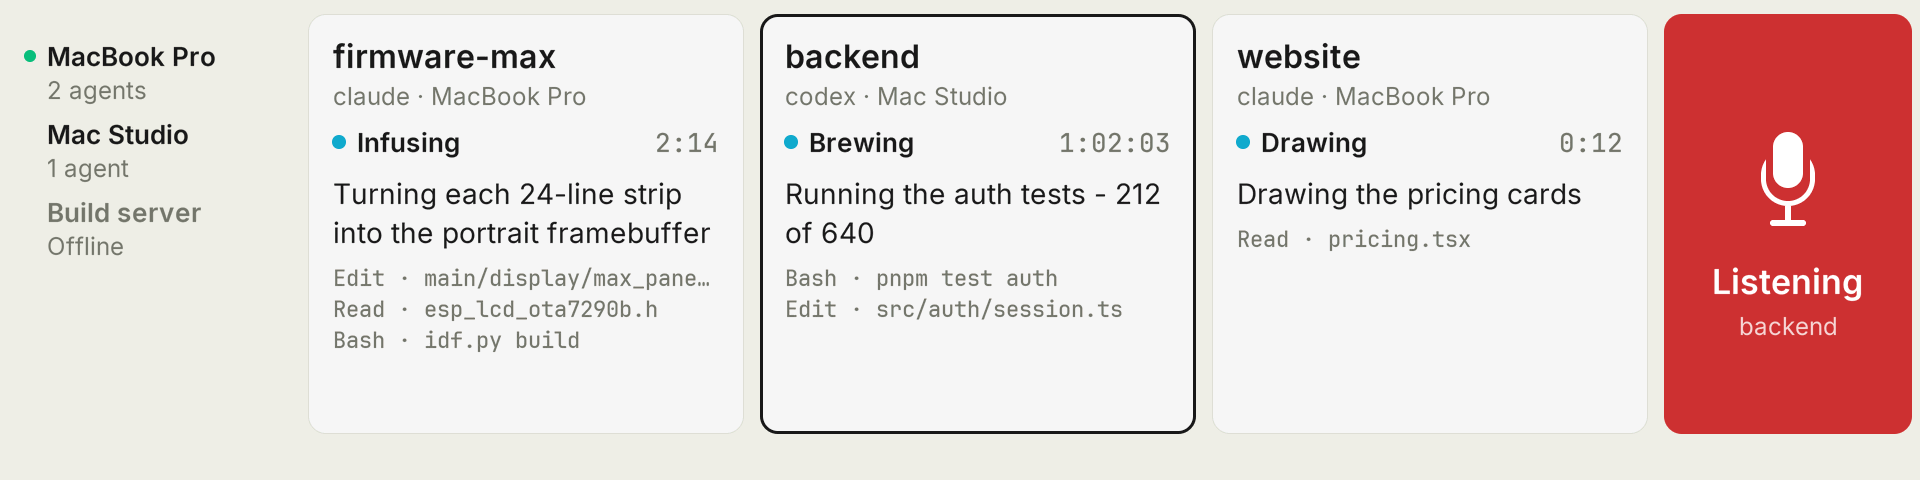 MacBook Pro
2 agents
Mac Studio
1 agent
Build server
Offline
firmware-max
claude · MacBook Pro
Infusing 2:14
Turning each 24-line strip
into the portrait framebuffer
Edit · main/display/max_pane…
Read · esp_lcd_ota7290b.h
Bash · idf.py build
backend
codex · Mac Studio
Brewing 1:02:03
Running the auth tests - 212
of 640
Bash · pnpm test auth
Edit · src/auth/session.ts
website
claude · MacBook Pro
Drawing 0:12
Drawing the pricing cards
Read · pricing.tsx
Listening
backend